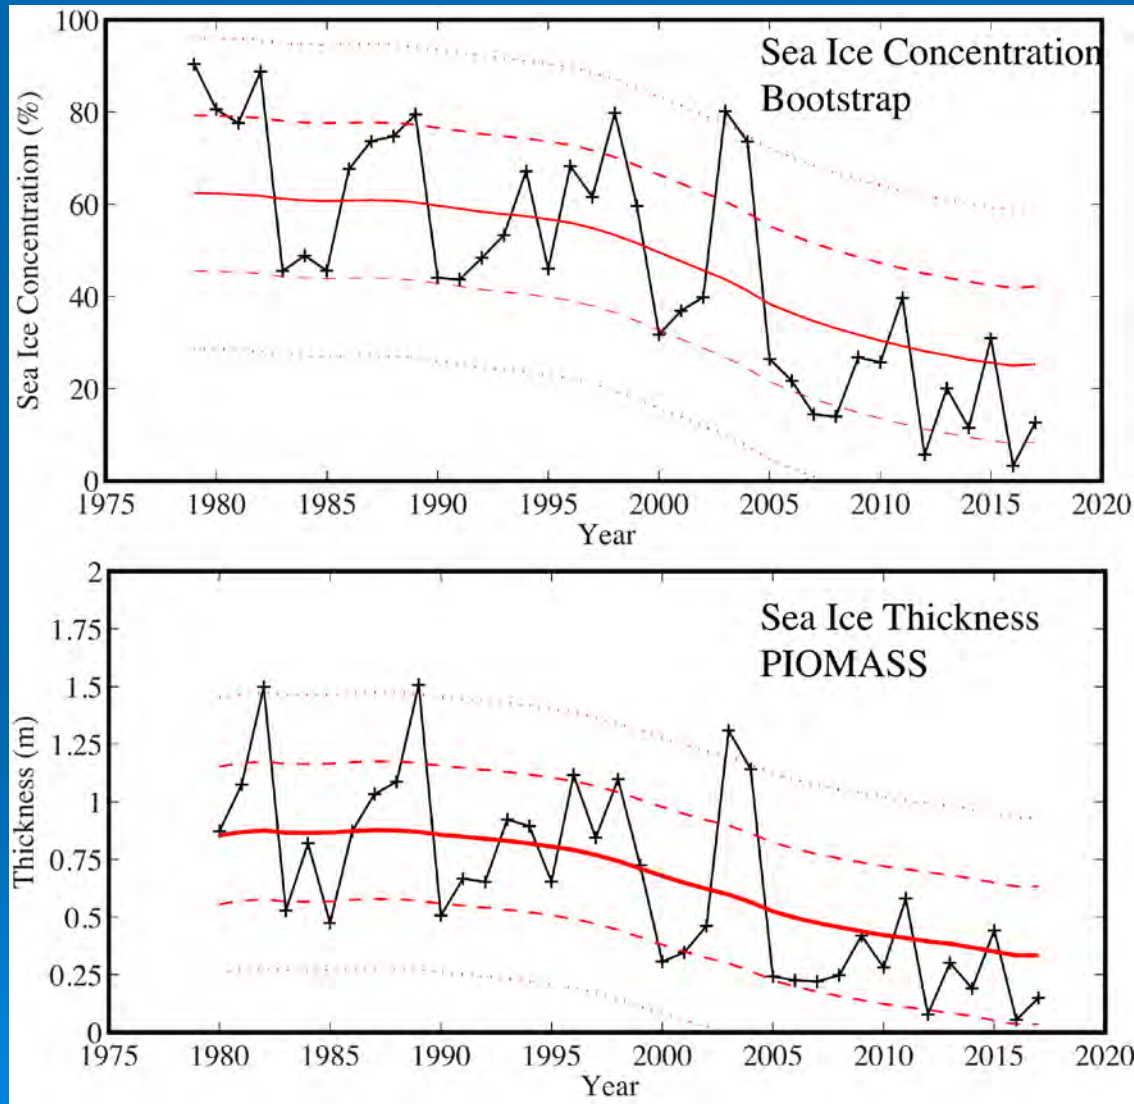 100
80
60
40
20
0
Sea Ice Concentration (%)
Sea Ice Concentration
Bootstrap
1975 1980 1985 1990 1995 2000 2005 2010 2015 2020
Year
2
1.75
1.5
1.25
1
0.75
0.5
0.25
0
Thickness (m)
Sea Ice Thickness
PIOMASS
1975 1980 1985 1990 1995 2000 2005 2010 2015 2020
Year